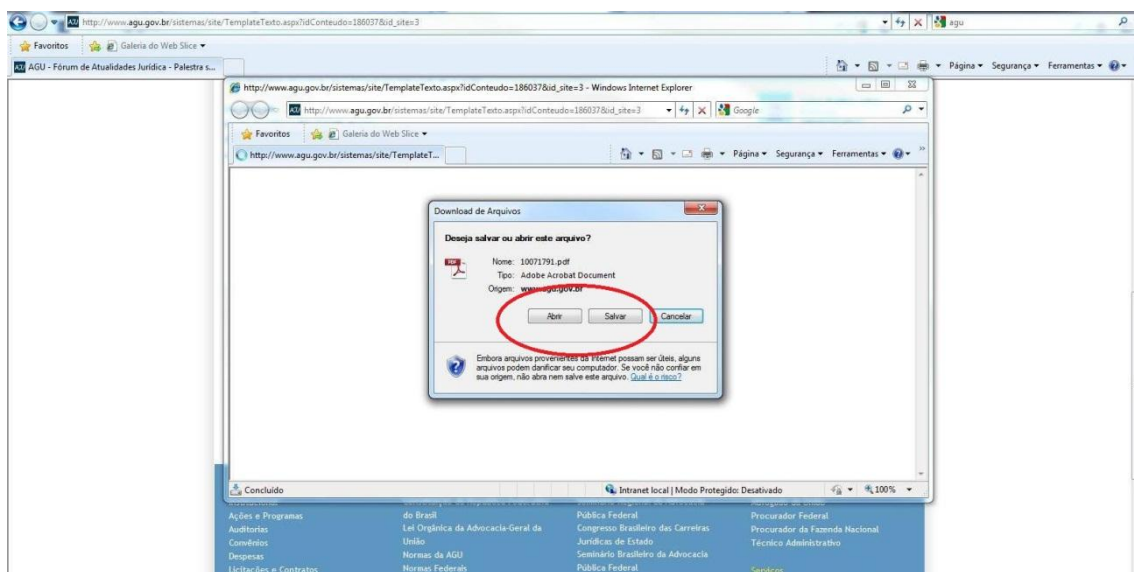 http://www.agu.gov.br/sistemas/site/TemplateTexto.aspx?idConteudo=186037&id_site=3
agu
Favoritos
Galeria do Web Slice
AGU - Fórum de Atualidades Jurídica - Palestra s...
Página
Segurança
Ferramentas
http://www.agu.gov.br/sistemas/site/TemplateTexto.aspx?idConteudo=186037&id_site=3 - Windows Internet Explorer
http://www.agu.gov.br/sistemas/site/TemplateTexto.aspx?idConteudo=186037&id_site=3
Google
Favoritos
Galeria do Web Slice
http://www.agu.gov.br/sistemas/site/TemplateT...
Página
Segurança
Ferramentas
Download de Arquivos
Deseja salvar ou abrir este arquivo?
PDF
Nome: 10071791.pdf
Tipo: Adobe Acrobat Document
Origem: www.agu.gov.br
Abrir
Salvar
Cancelar
Embora arquivos provenientes da Internet possam ser úteis, alguns
arquivos podem danificar seu computador. Se você não confiar em
sua origem, não abra nem salve este arquivo. Qual é o risco?
Concluído
Intranet local | Modo Protegido: Desativado
100%
Ações e Programas
Auditorias
Convênios
Despesas
Licitações e Contratos
do Brasil
Lei Orgânica da Advocacia-Geral da
União
Normas da AGU
Normas Federais
Pública Federal
Congresso Brasileiro das Carreiras
Jurídicas de Estado
Seminário Brasileiro da Advocacia
Pública Federal
Procurador Federal
Procurador da Fazenda Nacional
Técnico Administrativo
Serviços